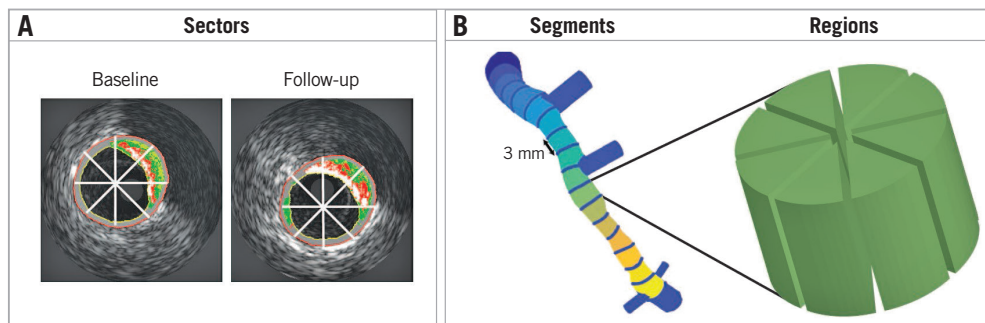 A
Sectors
Baseline
Follow-up
B
Segments
Regions
3 mm